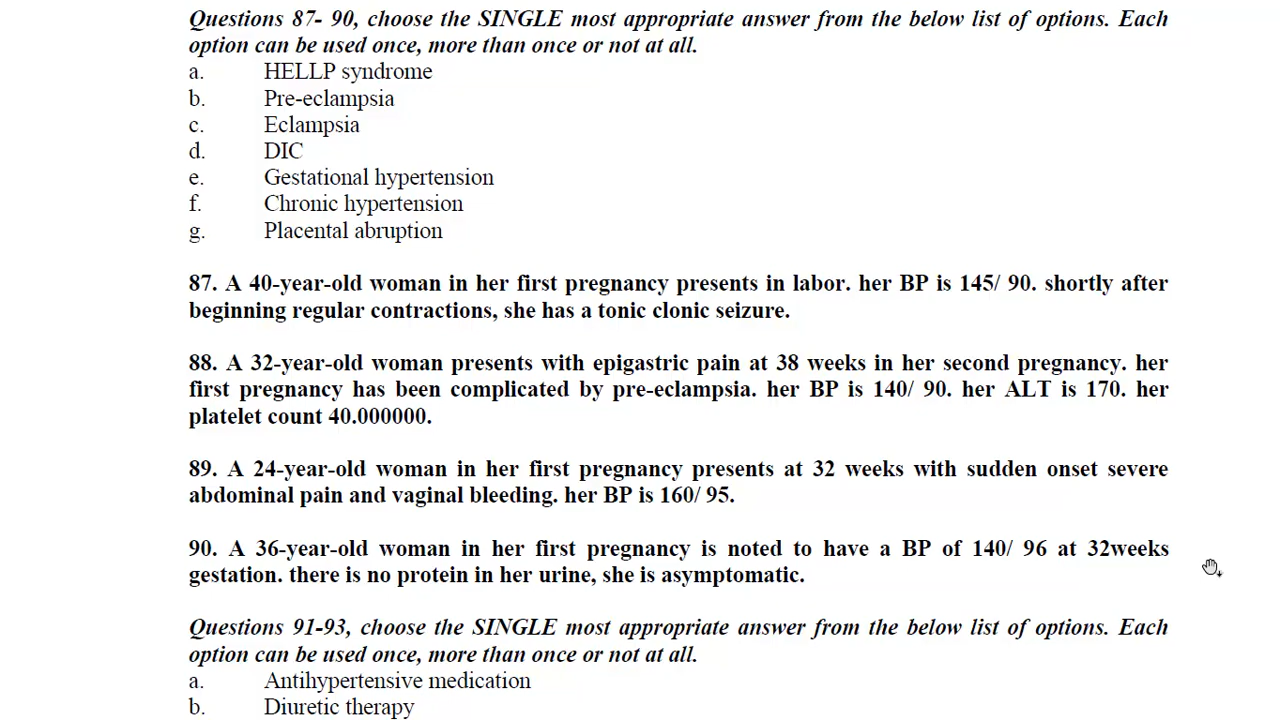 Questions 87- 90, choose the SINGLE most appropriate answer from the below list of options. Each
option can be used once, more than once or not at all.
a. HELLP syndrome
b. Pre-eclampsia
c. Eclampsia
d. DIC
e. Gestational hypertension
f. Chronic hypertension
g. Placental abruption
87. A 40-year-old woman in her first pregnancy presents in labor. her BP is 145/ 90. shortly after
beginning regular contractions, she has a tonic clonic seizure.
88. A 32-year-old woman presents with epigastric pain at 38 weeks in her second pregnancy. her
first pregnancy has been complicated by pre-eclampsia. her BP is 140/ 90. her ALT is 170. her
platelet count 40.000000.
89. A 24-year-old woman in her first pregnancy presents at 32 weeks with sudden onset severe
abdominal pain and vaginal bleeding. her BP is 160/ 95.
90. A 36-year-old woman in her first pregnancy is noted to have a BP of 140/ 96 at 32weeks
gestation. there is no protein in her urine, she is asymptomatic.
Questions 91-93, choose the SINGLE most appropriate answer from the below list of options. Each
option can be used once, more than once or not at all.
a. Antihypertensive medication
b. Diuretic therapy